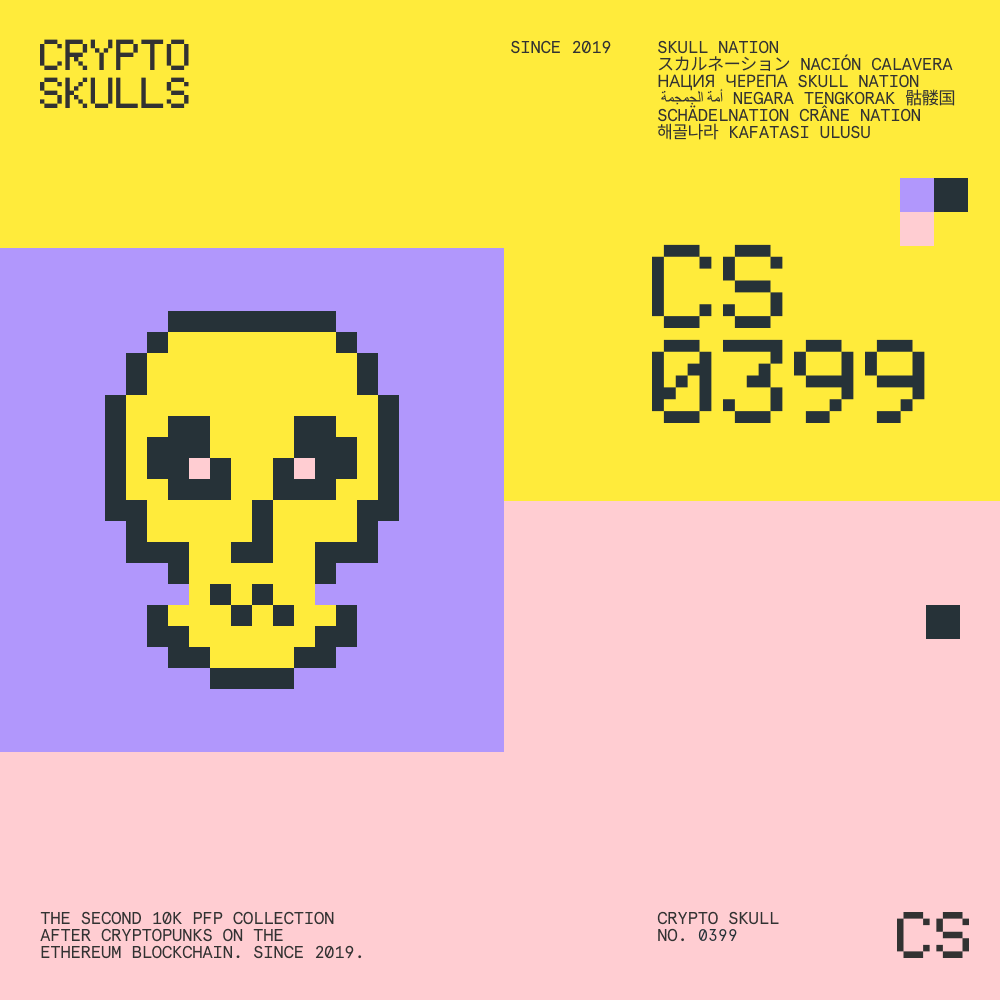 CRYPTO
SKULLS
SINCE 2019
SKULL NATION
スカルネーション NACIÓN CALAVERA
НАЦИЯ ЧЕРЕПА SKULL NATION
أمة الجمجمة NEGARA TENGKORAK 骷髅国
SCHÄDELNATION CRÂNE NATION
해골나라 KAFATASI ULUSU
CS
0399
THE SECOND 10K PFP COLLECTION
AFTER CRYPTOPUNKS ON THE
ETHEREUM BLOCKCHAIN. SINCE 2019.
CRYPTO SKULL
NO. 0399
CS